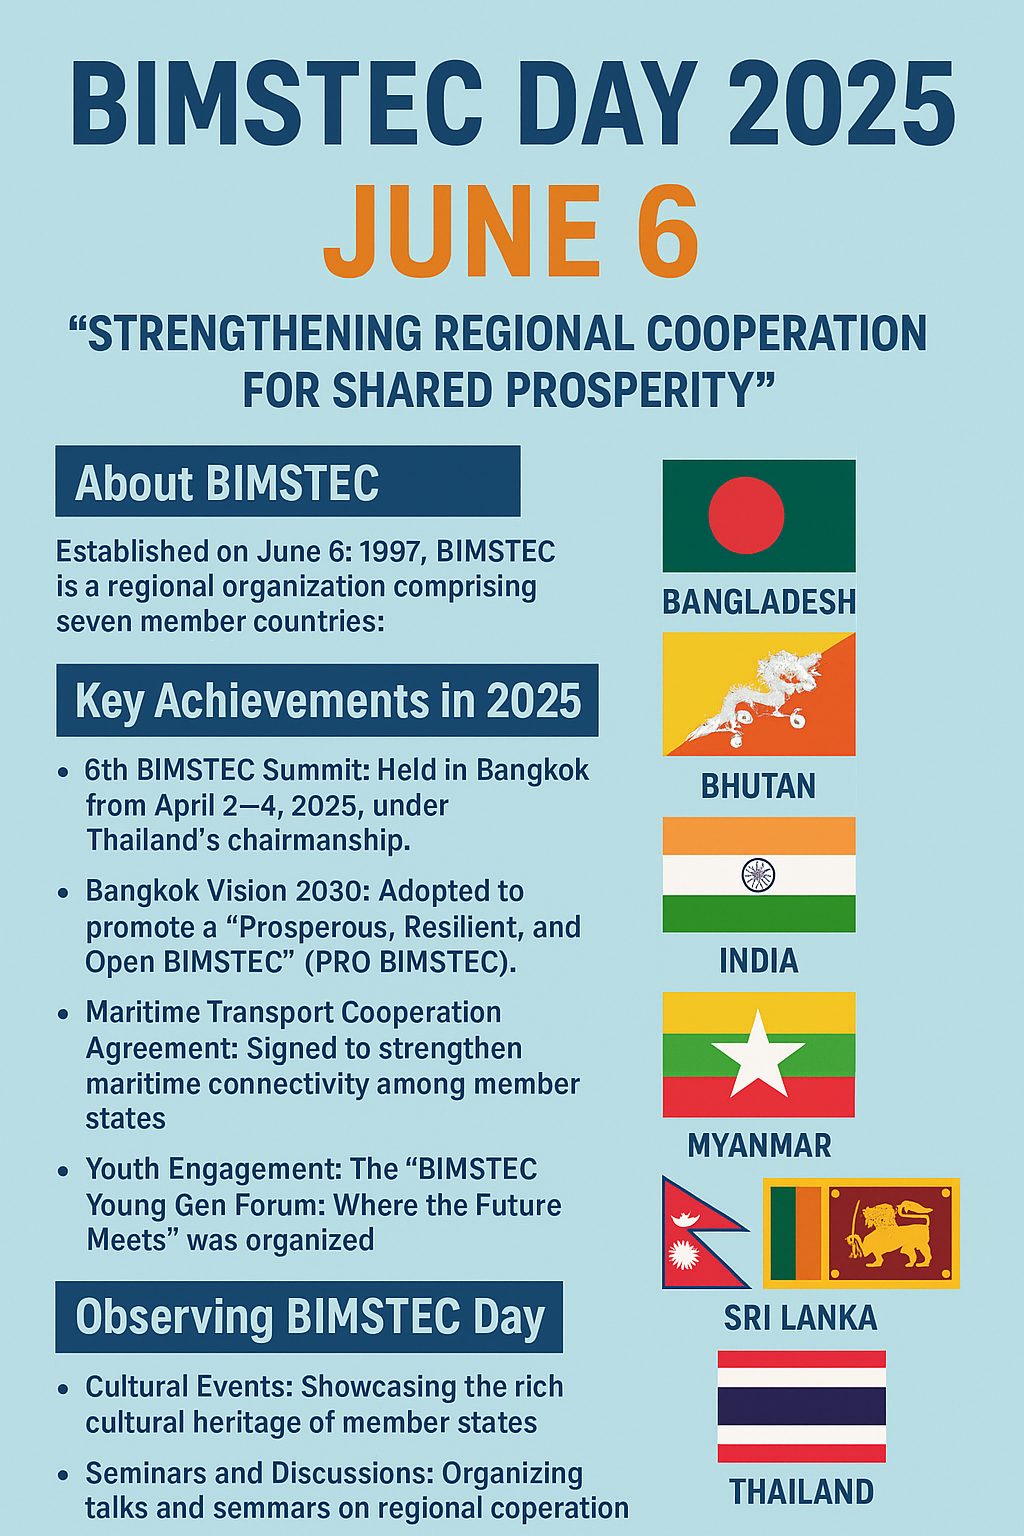 BIMSTEC DAY 2025
JUNE 6
“STRENGTHENING REGIONAL COOPERATION
FOR SHARED PROSPERITY”
About BIMSTEC
Established on June 6: 1997, BIMSTEC
is a regional organization comprising
seven member countries:
Key Achievements in 2025
• 6th BIMSTEC Summit: Held in Bangkok
from April 2—4, 2025, under
Thailand’s chairmanship.
• Bangkok Vision 2030: Adopted to
promote a “Prosperous, Resilient, and
Open BIMSTEC” (PRO BIMSTEC).
• Maritime Transport Cooperation
Agreement: Signed to strengthen
maritime connectivity among member
states
• Youth Engagement: The “BIMSTEC
Young Gen Forum: Where the Future
Meets” was organized
Observing BIMSTEC Day
• Cultural Events: Showcasing the rich
cultural heritage of member states
• Seminars and Discussions: Organizing
talks and semmars on regional coperation
BANGLADESH
BHUTAN
INDIA
MYANMAR
SRI LANKA
THAILAND